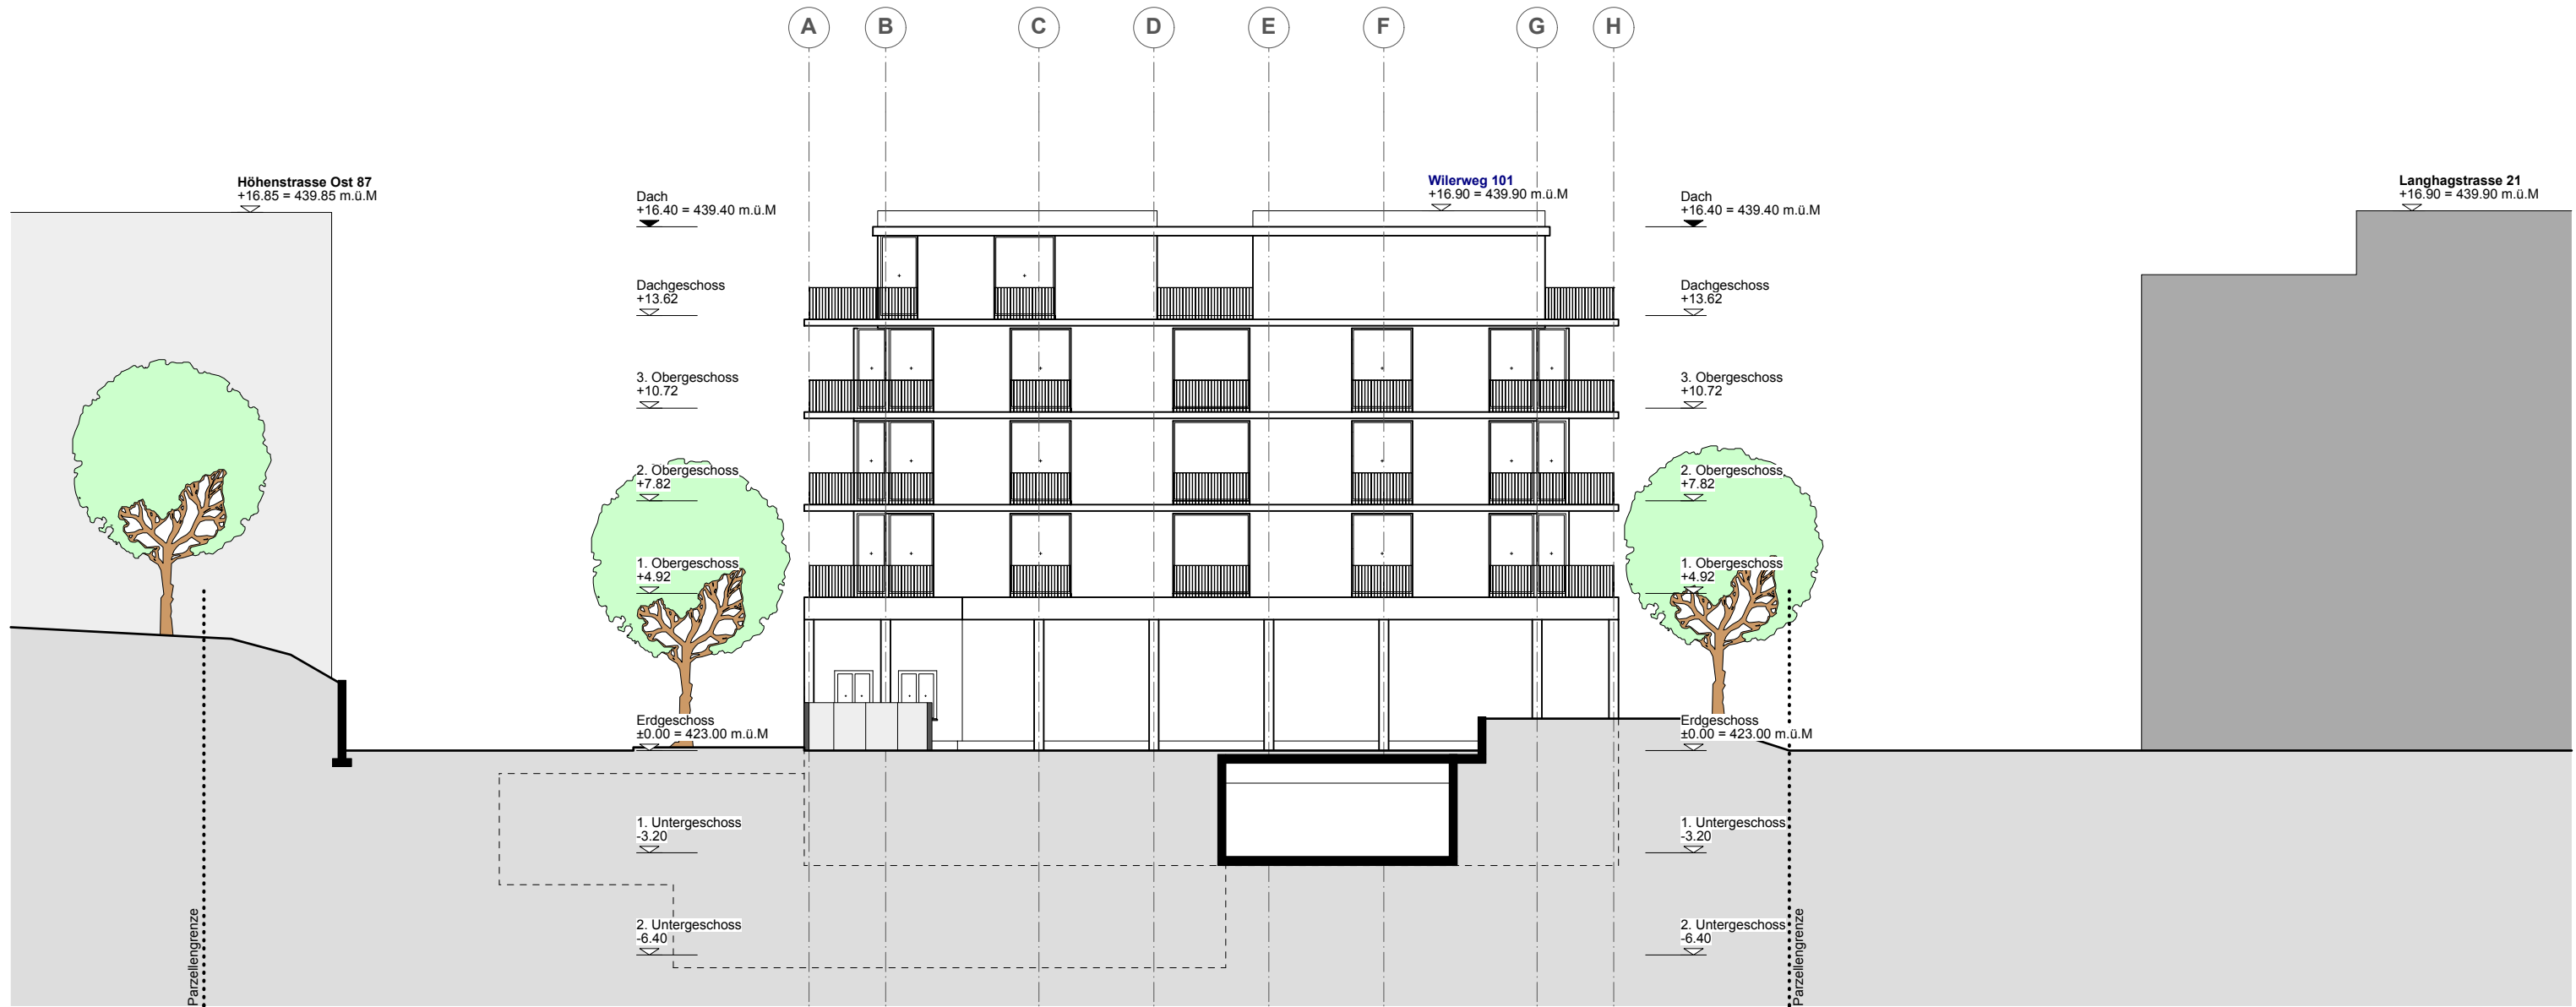 A B C D E F G H
Höhenstrasse Ost 87
+16.85 = 439.85 m.ü.M
Dach
+16.40 = 439.40 m.ü.M
Wilerweg 101
+16.90 = 439.90 m.ü.M
Dach
+16.40 = 439.40 m.ü.M
Langhagstrasse 21
+16.90 = 439.90 m.ü.M
Dachgeschoss
+13.62
Dachgeschoss
+13.62
3. Obergeschoss
+10.72
3. Obergeschoss
+10.72
2. Obergeschoss
+7.82
2. Obergeschoss
+7.82
1. Obergeschoss
+4.92
1. Obergeschoss
+4.92
Erdgeschoss
±0.00 = 423.00 m.ü.M
Erdgeschoss
±0.00 = 423.00 m.ü.M
1. Untergeschoss
-3.20
1. Untergeschoss
-3.20
2. Untergeschoss
-6.40
2. Untergeschoss
-6.40
Parzellengrenze
Parzellengrenze